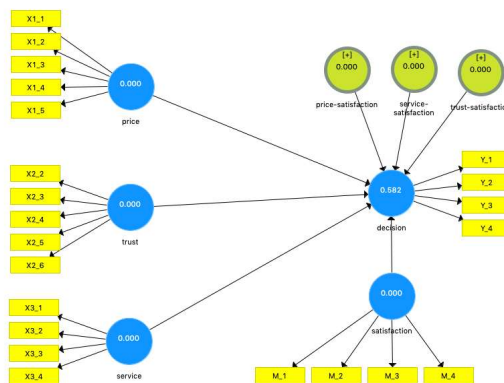 X1_1
X1_2
X1_3
X1_4
X1_5
0.000
price
[+]
0.000
price-satisfaction
[+]
0.000
service-
satisfaction
[+]
0.000
trust-satisfaction
X2_2
X2_3
X2_4
X2_5
X2_6
0.000
trust
0.582
decision
Y_1
Y_2
Y_3
Y_4
X3_1
X3_2
X3_3
X3_4
0.000
service
0.000
satisfaction
M_1
M_2
M_3
M_4